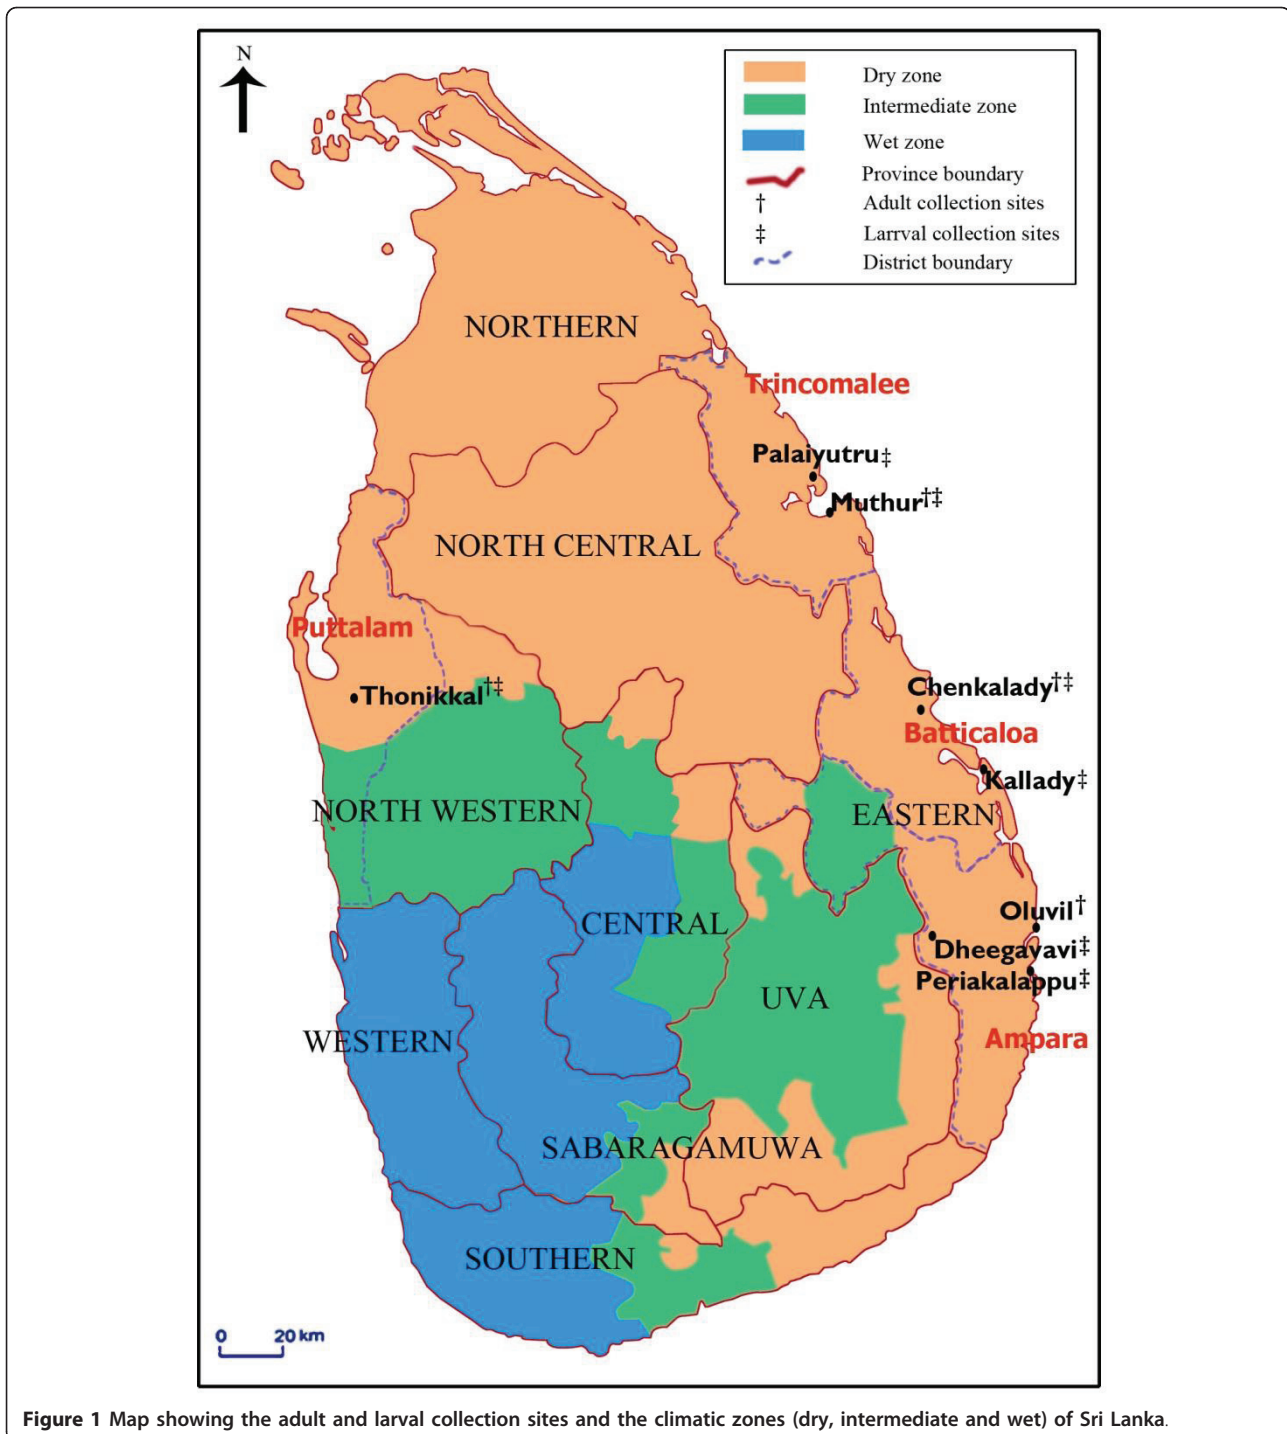 N
Dry zone
Intermediate zone
Wet zone
Province boundary
† Adult collection sites
‡ Larrval collection sites
District boundary
NORTHERN
Trincomalee
Palaiyutru‡
Muthur†‡
NORTH CENTRAL
Puttalam
Thonikkal†‡
Chenkalady†‡
Batticaloa
Kallady‡
NORTH WESTERN
EASTERN
CENTRAL
Oluvil†
Dheegavavi‡
Periakalappu‡
UVA
WESTERN
Ampara
SABARAGAMUWA
SOUTHERN
0 20 km
Figure 1 Map showing the adult and larval collection sites and the climatic zones (dry, intermediate and wet) of Sri Lanka.